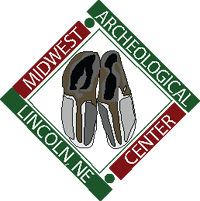 MIDWEST
ARCHEOLOGICAL
CENTER
LINCOLN, NE